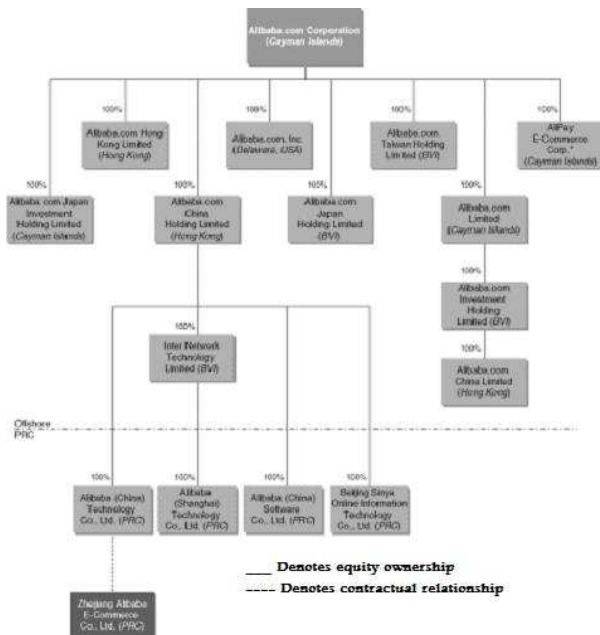 Alibaba.com Corporation
(Cayman Islands)
100%
100%
100%
100%
Alibaba.com Hong
Kong Limited
(Hong Kong)
Alibaba.com, Inc.
(Delaware, USA)
Alibaba.com
Taiwan Holding
Limited (BVI)
AliPay
E-Commerce
Corp.*
(Cayman Islands)
100%
100%
100%
100%
Alibaba.com Japan
Investment
Holding Limited
(Cayman Islands)
Alibaba.com
China
Holding Limited
(Hong Kong)
Alibaba.com
Japan
Holding Limited
(BVI)
Alibaba.com
Limited
(Cayman Islands)
100%
Alibaba.com
Investment
Holding
Limited (BVI)
100%
Inter Network
Technology
Limited (BVI)
100%
Alibaba.com
China Limited
(Hong Kong)
Offshore
PRC
100%
100%
100%
100%
Alibaba (China)
Technology
Co., Ltd. (PRC)
Alibaba
(Shanghai)
Technology
Co., Ltd. (PRC)
Alibaba (China)
Software
Co., Ltd. (PRC)
Beijing Sinya
Online Information
Technology
Co., Ltd. (PRC)
___ Denotes equity ownership
---- Denotes contractual relationship
Zhejiang Alibaba
E-Commerce
Co., Ltd. (PRC)